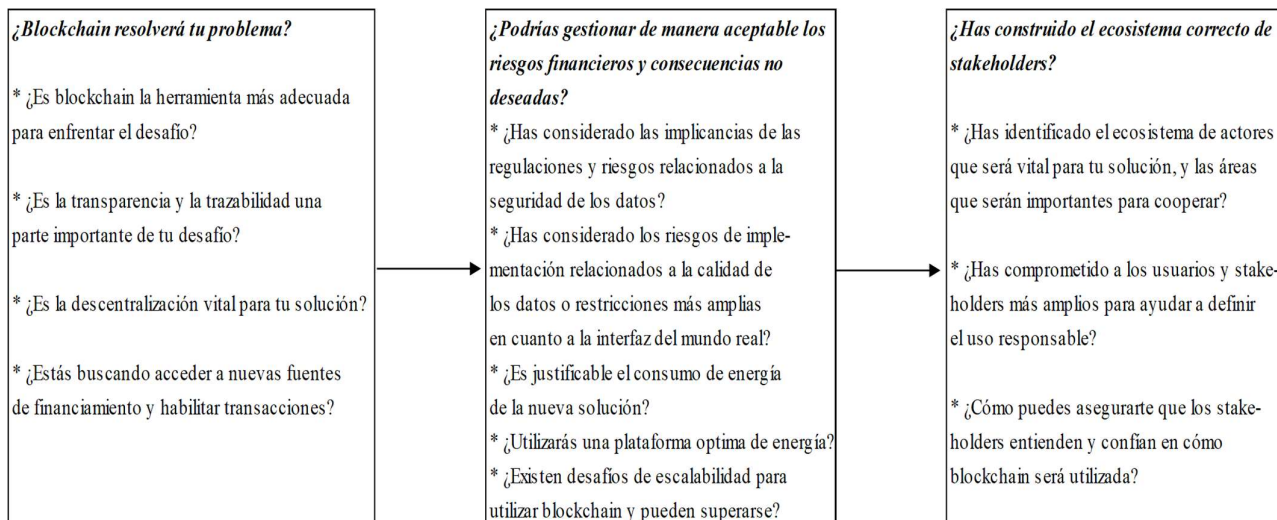 ¿Blockchain resolverá tu problema?
* ¿Es blockchain la herramienta más adecuada
para enfrentar el desafío?
* ¿Es la transparencia y la trazabilidad una
parte importante de tu desafío?
* ¿Es la descentralización vital para tu solución?
* ¿Estás buscando acceder a nuevas fuentes
de financiamiento y habilitar transacciones?
¿Podrías gestionar de manera aceptable los
riesgos financieros y consecuencias no
deseadas?
* ¿Has considerado las implicancias de las
regulaciones y riesgos relacionados a la
seguridad de los datos?
* ¿Has considerado los riesgos de imple-
mentación relacionados a la calidad de
los datos o restricciones más amplias
en cuanto a la interfaz del mundo real?
* ¿Es justificable el consumo de energía
de la nueva solución?
* ¿Utilizarás una plataforma optima de energía?
* ¿Existen desafíos de escalabilidad para
utilizar blockchain y pueden superarse?
¿Has construido el ecosistema correcto de
stakeholders?
* ¿Has identificado el ecosistema de actores
que será vital para tu solución, y las áreas
que serán importantes para cooperar?
* ¿Has comprometido a los usuarios y stake-
holders más amplios para ayudar a definir
el uso responsable?
* ¿Cómo puedes asegurarte que los stake-
holders entienden y confían en cómo
blockchain será utilizada?